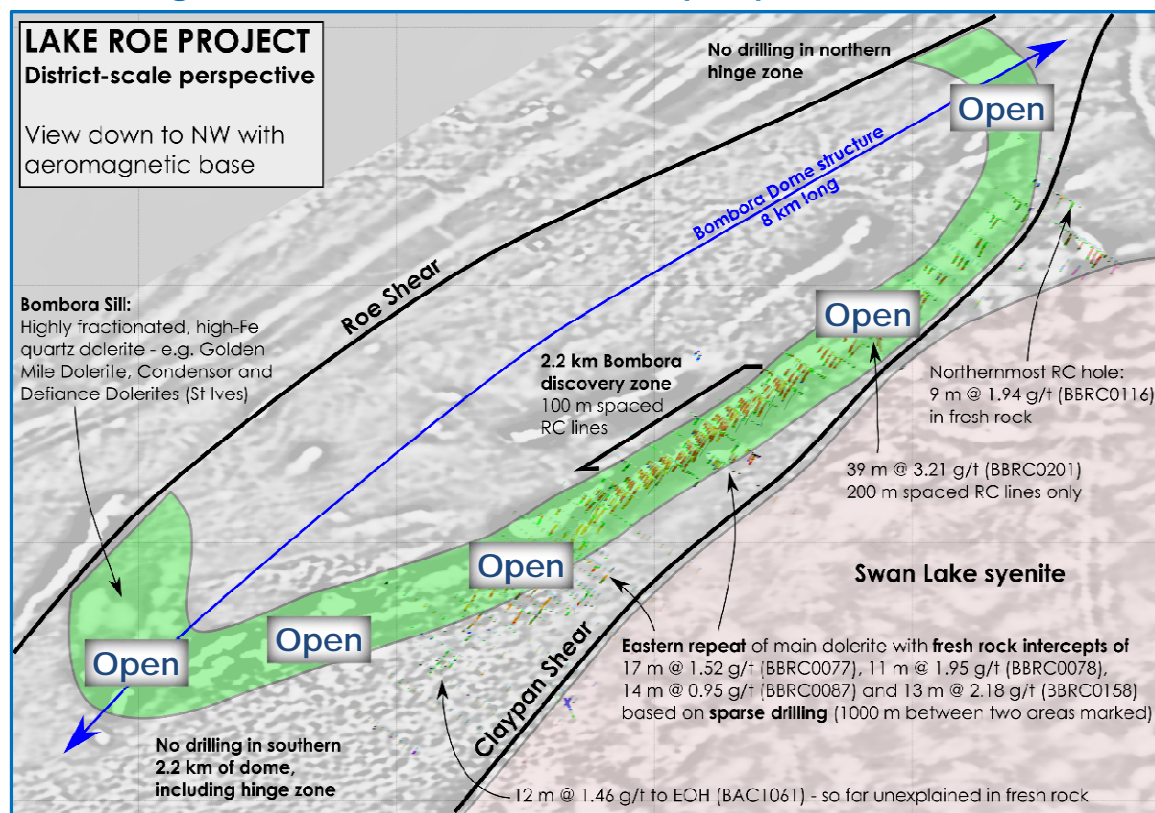 LAKE ROE PROJECT
District-scale perspective
View down to NW with
aeromagnetic base
No drilling in northern
hinge zone
Open
Bombora Dome structure
8 km long
Roe Shear
Bombora Sill:
Highly fractionated, high-Fe
quartz dolerite - e.g. Golden
Mile Dolerite, Condensor and
Defiance Dolerites (St Ives)
Open
2.2 km Bombora
discovery zone
100 m spaced
RC lines
Northernmost RC hole:
9 m @ 1.94 g/t (BBRC0116)
in fresh rock
39 m @ 3.21 g/t (BBRC0201)
200 m spaced RC lines only
Open
Swan Lake syenite
Open
Open
Claypan Shear
Eastern repeat of main dolerite with fresh rock intercepts of
17 m @ 1.52 g/t (BBRC0077), 11 m @ 1.95 g/t (BBRC0078),
14 m @ 0.95 g/t (BBRC0087) and 13 m @ 2.18 g/t (BBRC0158)
based on sparse drilling (1000 m between two areas marked)
No drilling in southern
2.2 km of dome,
including hinge zone
12 m @ 1.46 g/t to EOH (BAC1061) - so far unexplained in fresh rock